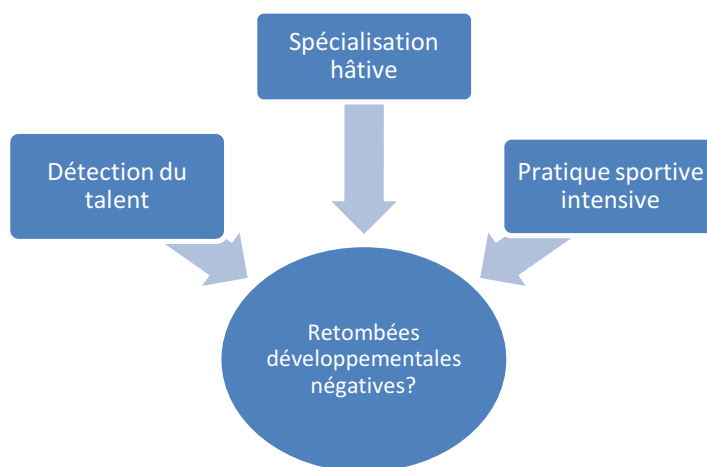 Spécialisation
hâtive
Détection du
talent
Pratique sportive
intensive
Retombées
développementales
négatives?